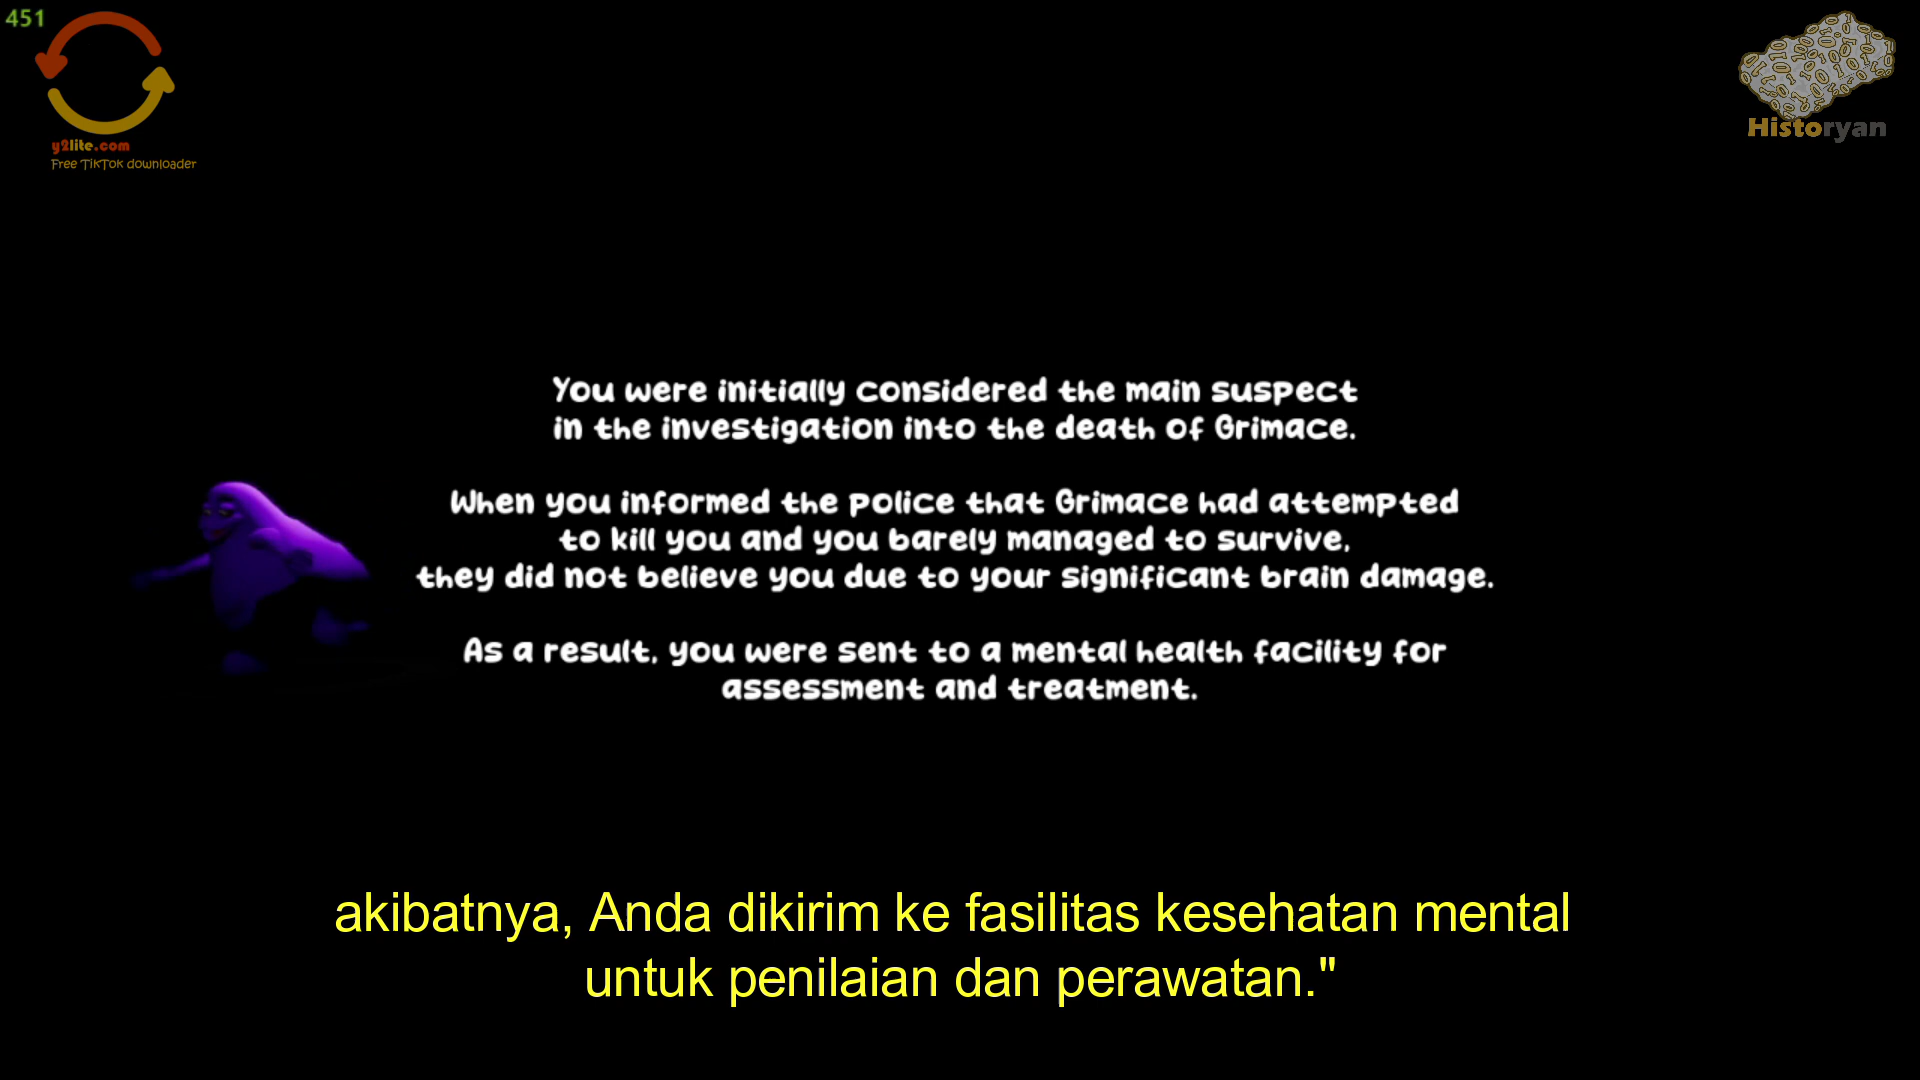 451
y2lite.com
Free TikTok downloader
Historyan
You were initially considered the main suspect
in the investigation into the death of Grimace.
When you informed the police that Grimace had attempted
to kill you and you barely managed to survive,
they did not believe you due to your significant brain damage.
As a result, you were sent to a mental health facility for
assessment and treatment.
akibatnya, Anda dikirim ke fasilitas kesehatan mental
untuk penilaian dan perawatan."